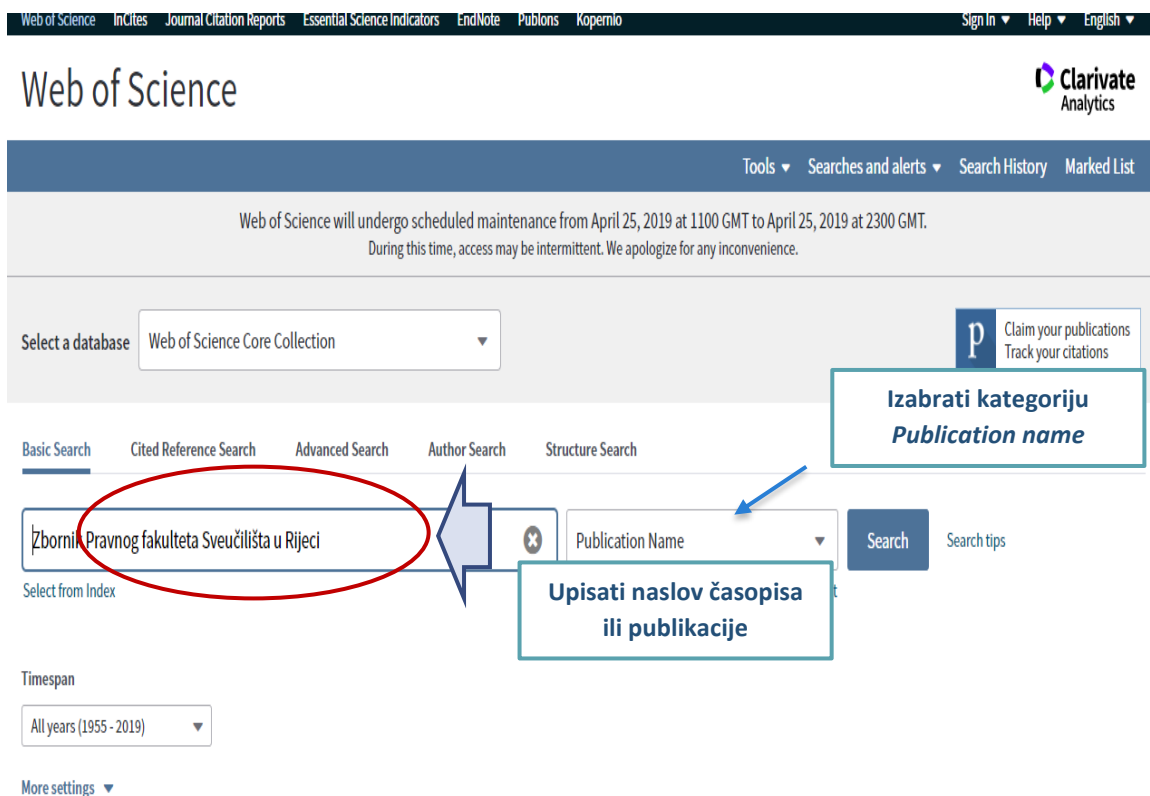 Web of Science InCites Journal Citation Reports Essential Science Indicators EndNote Publons Kopernio Sign In Help English
Web of Science
Clarivate
Analytics
Tools Searches and alerts Search History Marked List
Web of Science will undergo scheduled maintenance from April 25, 2019 at 1100 GMT to April 25, 2019 at 2300 GMT.
During this time, access may be intermittent. We apologize for any inconvenience.
Select a database Web of Science Core Collection
p Claim your publications
Track your citations
Izabrati kategoriju
Publication name
Basic Search Cited Reference Search Advanced Search Author Search Structure Search
Zbornik Pravnog fakulteta Sveučilišta u Rijeci Publication Name Search Search tips
Select from Index
Upisati naslov časopisa
ili publikacije
Timespan
All years (1955 - 2019)
More settings